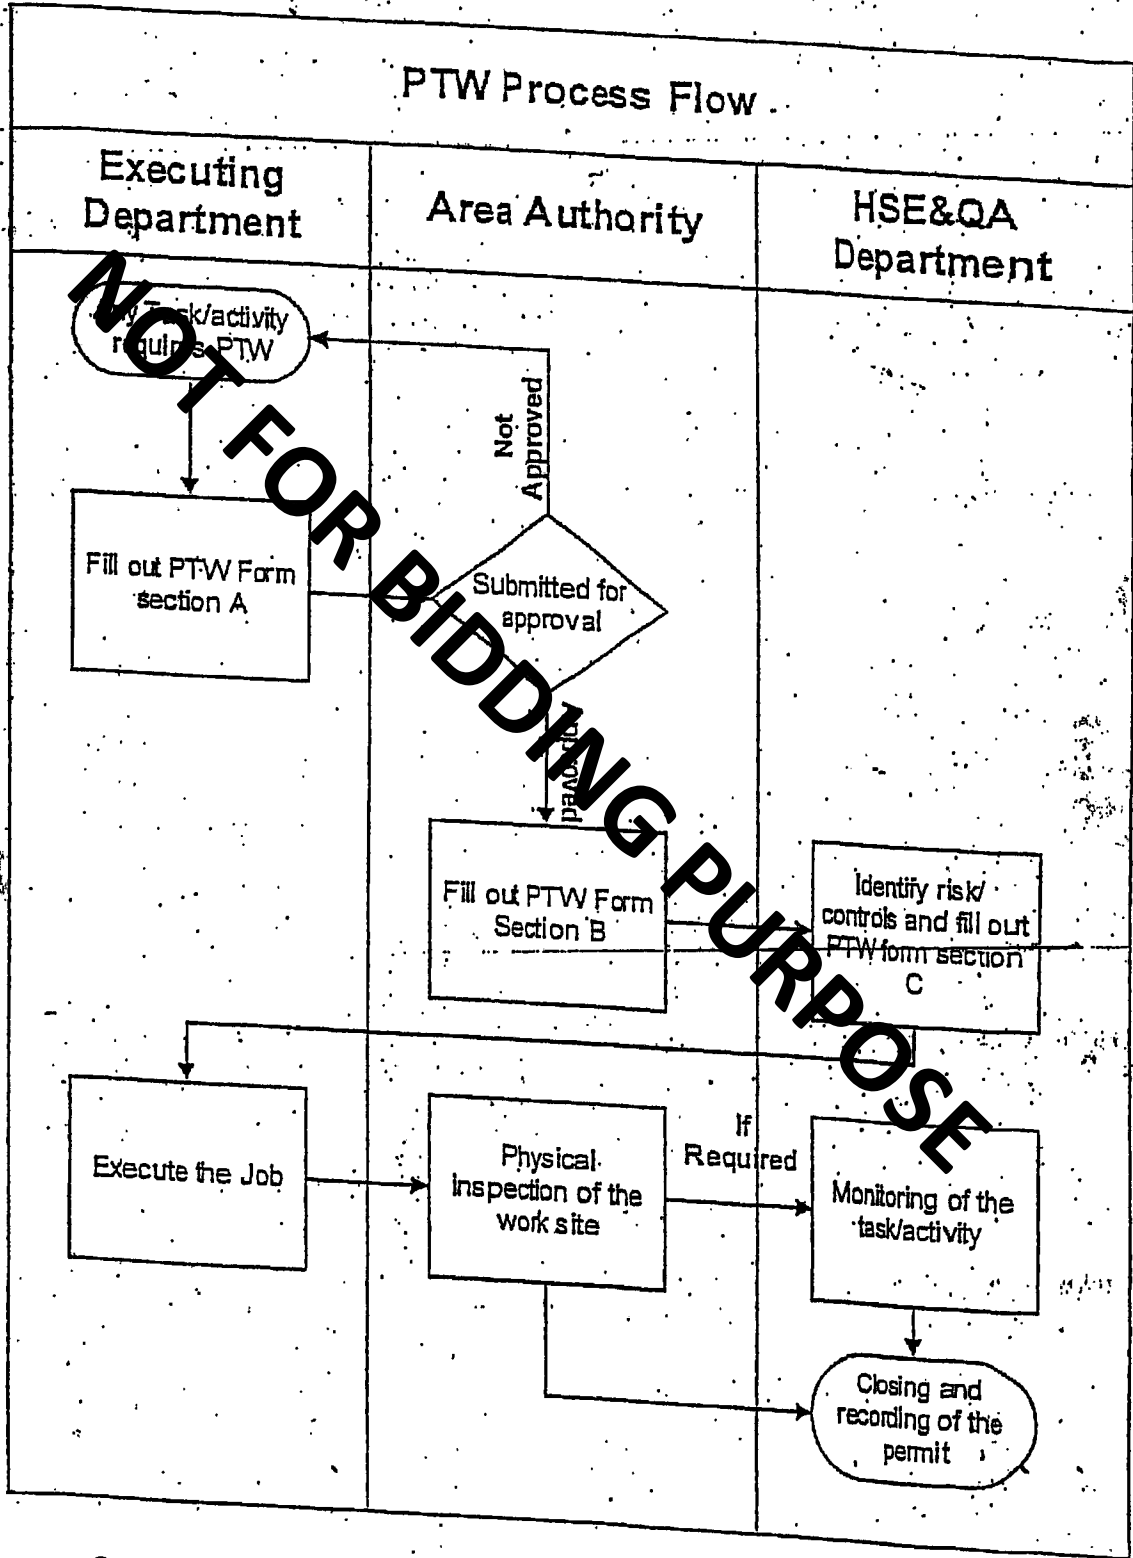 PTW Process Flow
Executing
Department
Area Authority
HSE&QA
Department
Task/activity
requires PTW
Not
Approved
Fill out PTW Form
section A
Submitted for
approval
Approved
Fill out PTW Form
Section B
Identify risk/
controls and fill out
PTW form section
C
Execute the Job
Physical
inspection of the
work site
If
Required
Monitoring of the
task/activity
Closing and
recording of the
permit
NOT FOR BIDDING PURPOSE